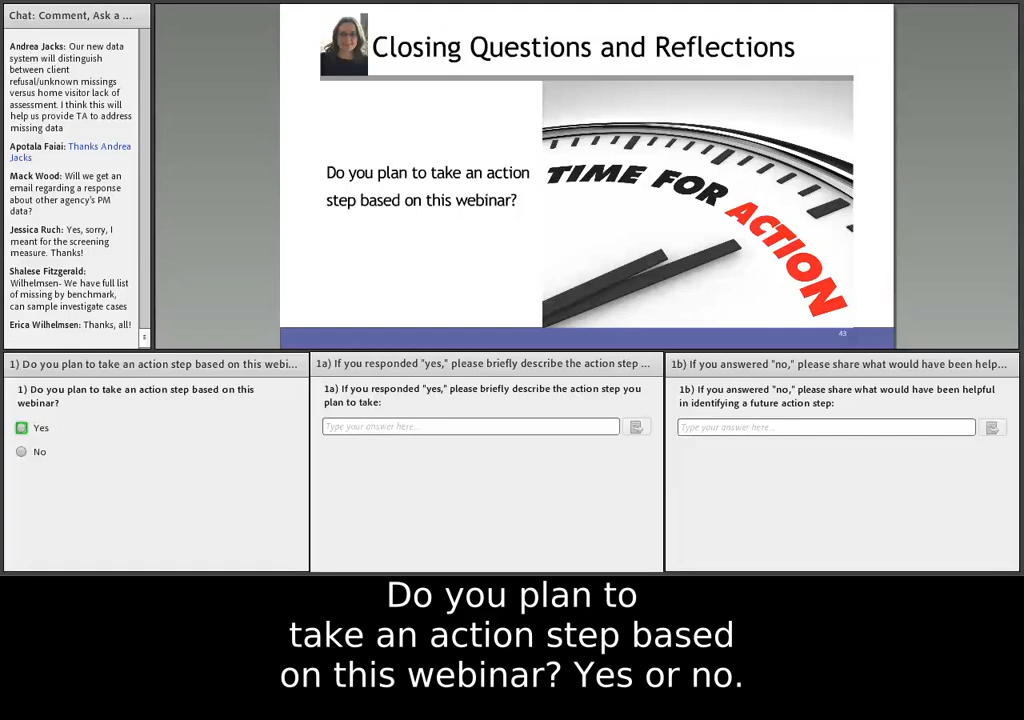 Chat: Comment, Ask a ...
Andrea Jacks: Our new data
system will distinguish
between client
refusal/unknown missings
versus home visitor lack of
assessment. I think this will
help us provide TA to address
missing data
Apotala Faiai: Thanks Andrea
Jacks
Mack Wood: Will we get an
email regarding a response
about other agency's PM
data?
Jessica Ruch: Yes, sorry, I
meant for the screening
measure. Thanks!
Shalese Fitzgerald:
Wilhelmsen- We have full list
of missing by benchmark,
can sample investigate cases
Erica Wilhelmsen: Thanks, all!
Closing Questions and Reflections
Do you plan to take an action
step based on this webinar?
TIME FOR ACTION
43
1) Do you plan to take an action step based on this webi...
1) Do you plan to take an action step based on this
webinar?
Yes
No
1a) If you responded "yes," please briefly describe the action step ...
1a) If you responded "yes," please briefly describe the action step you
plan to take:
Type your answer here...
1b) If you answered "no," please share what would have been help...
1b) If you answered "no," please share what would have been helpful
in identifying a future action step:
Type your answer here...
Do you plan to
take an action step based
on this webinar? Yes or no.